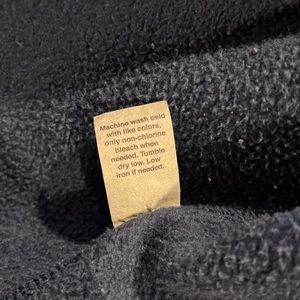 Machine wash cold
with like colors,
only non-chlorine
bleach when
needed. Tumble
dry low. Low
iron if needed.